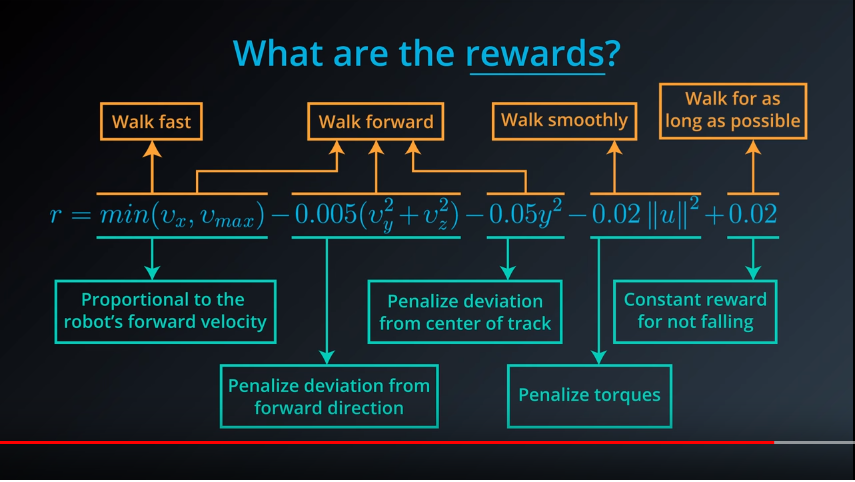 What are the rewards?
Walk fast
Walk forward
Walk smoothly
Walk for as
long as possible
r = min(v_x, v_max) − 0.005(v_y^2 + v_z^2) − 0.05y^2 − 0.02 ‖u‖^2 + 0.02
Proportional to the
robot's forward velocity
Penalize deviation
from center of track
Constant reward
for not falling
Penalize deviation from
forward direction
Penalize torques